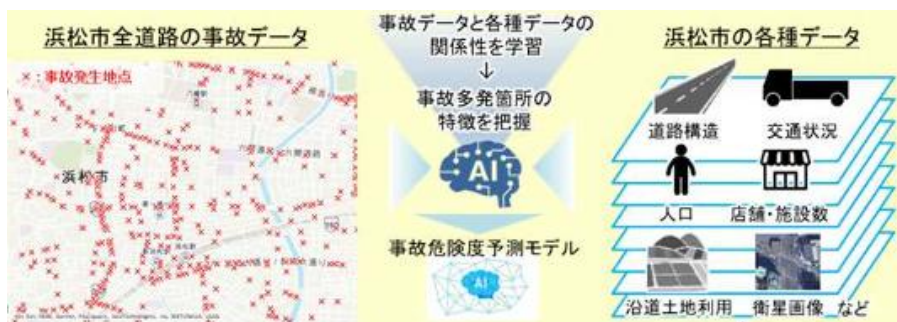 浜松市全道路の事故データ
×：事故発生地点
浜松市
事故データと各種データの
関係性を学習
↓
事故多発箇所の
特徴を把握
AI
事故危険度予測モデル
AI
浜松市の各種データ
道路構造
交通状況
人口
店舗・施設数
沿道土地利用
衛星画像
など